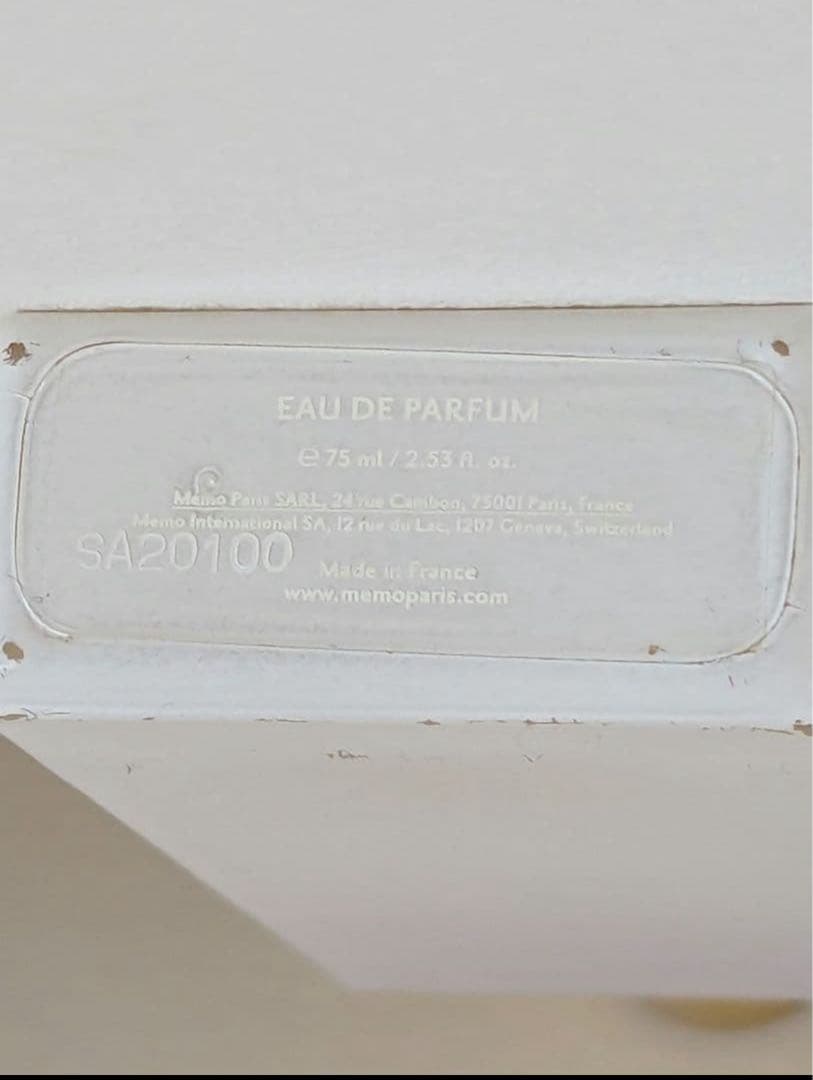 EAU DE PARFUM
℮ 75 ml / 2.53 fl. oz.
Memo Paris SARL, 24 rue Cambon, 75001 Paris, France
Memo International SA, 12 rue du Lac, 1207 Geneva, Switzerland
SA20100
Made in France
www.memoparis.com